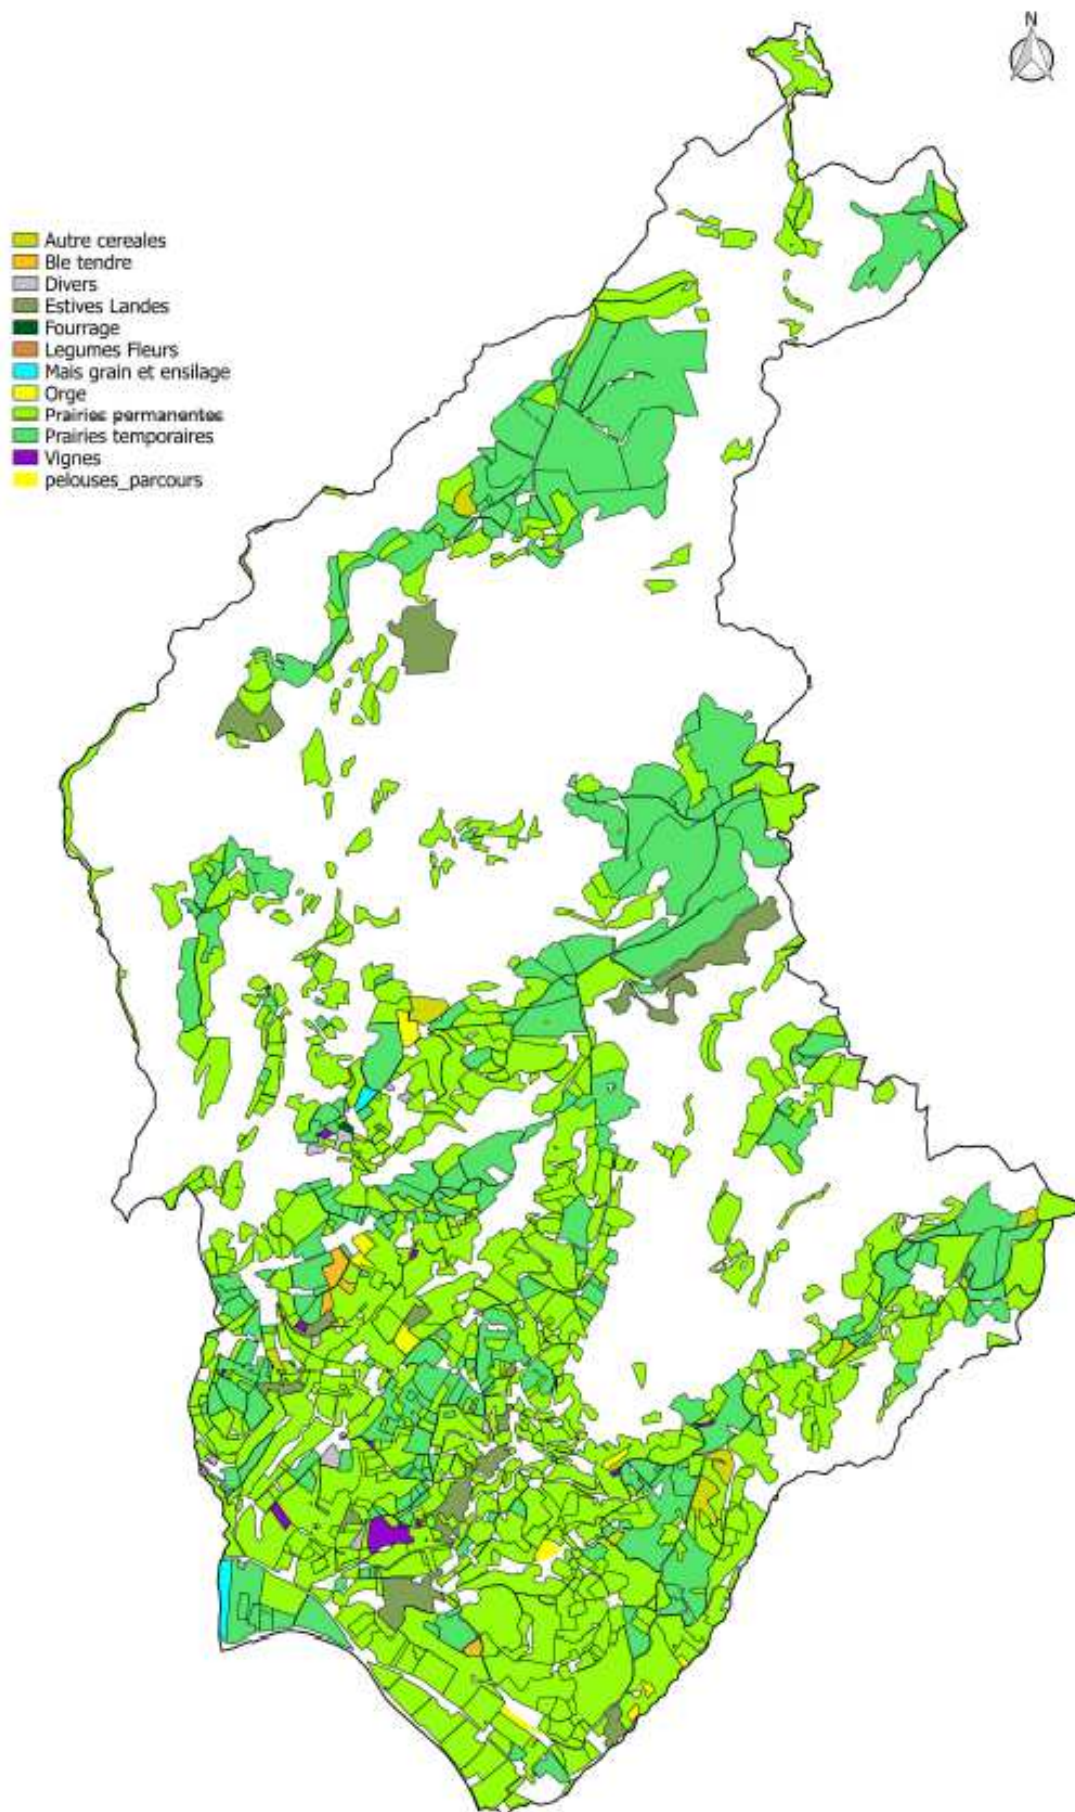 N
Autre cereales
Ble tendre
Divers
Estives Landes
Fourrage
Legumes Fleurs
Mais grain et ensilage
Orge
Prairies permanentes
Prairies temporaires
Vignes
pelouses_parcours